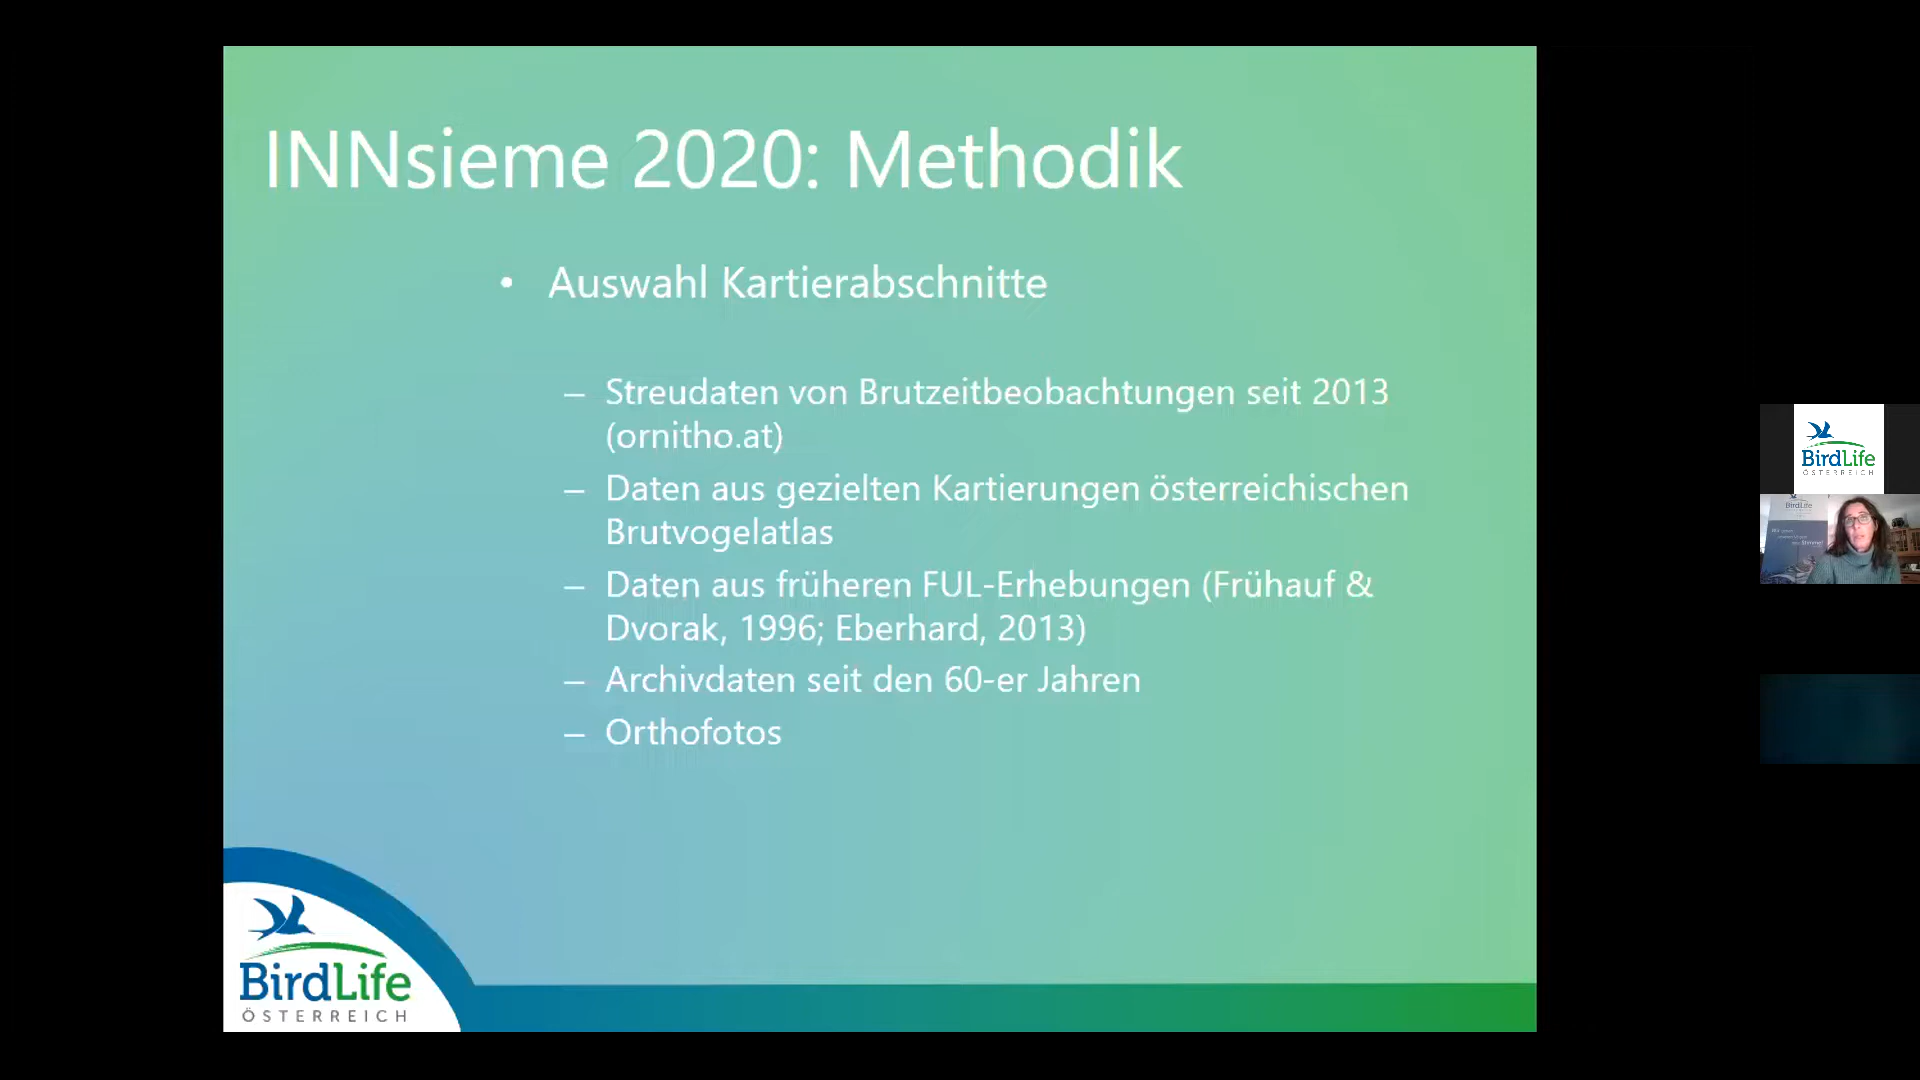 INNsieme 2020: Methodik
• Auswahl Kartierabschnitte
– Streudaten von Brutzeitbeobachtungen seit 2013
(ornitho.at)
– Daten aus gezielten Kartierungen österreichischen
Brutvogelatlas
– Daten aus früheren FUL-Erhebungen (Frühauf &
Dvorak, 1996; Eberhard, 2013)
– Archivdaten seit den 60-er Jahren
– Orthofotos
BirdLife
ÖSTERREICH
BirdLife
ÖSTERREICH
BirdLife
Stimme